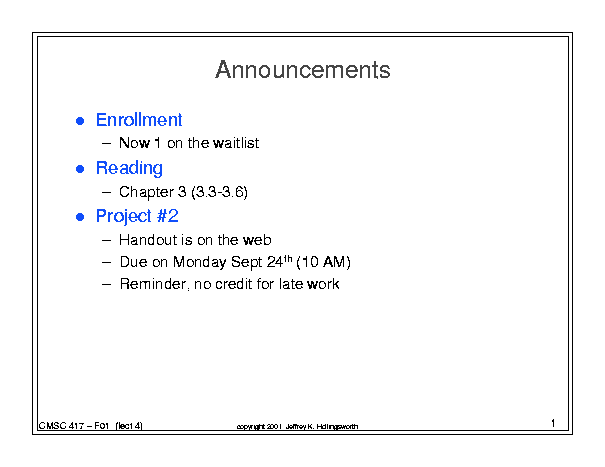 Announcements
● Enrollment
– Now 1 on the waitlist
● Reading
– Chapter 3 (3.3-3.6)
● Project #2
– Handout is on the web
– Due on Monday Sept 24th (10 AM)
– Reminder, no credit for late work
CMSC 417 – F01 (lect 4)
copyright 2001 Jeffrey K. Hollingsworth
1